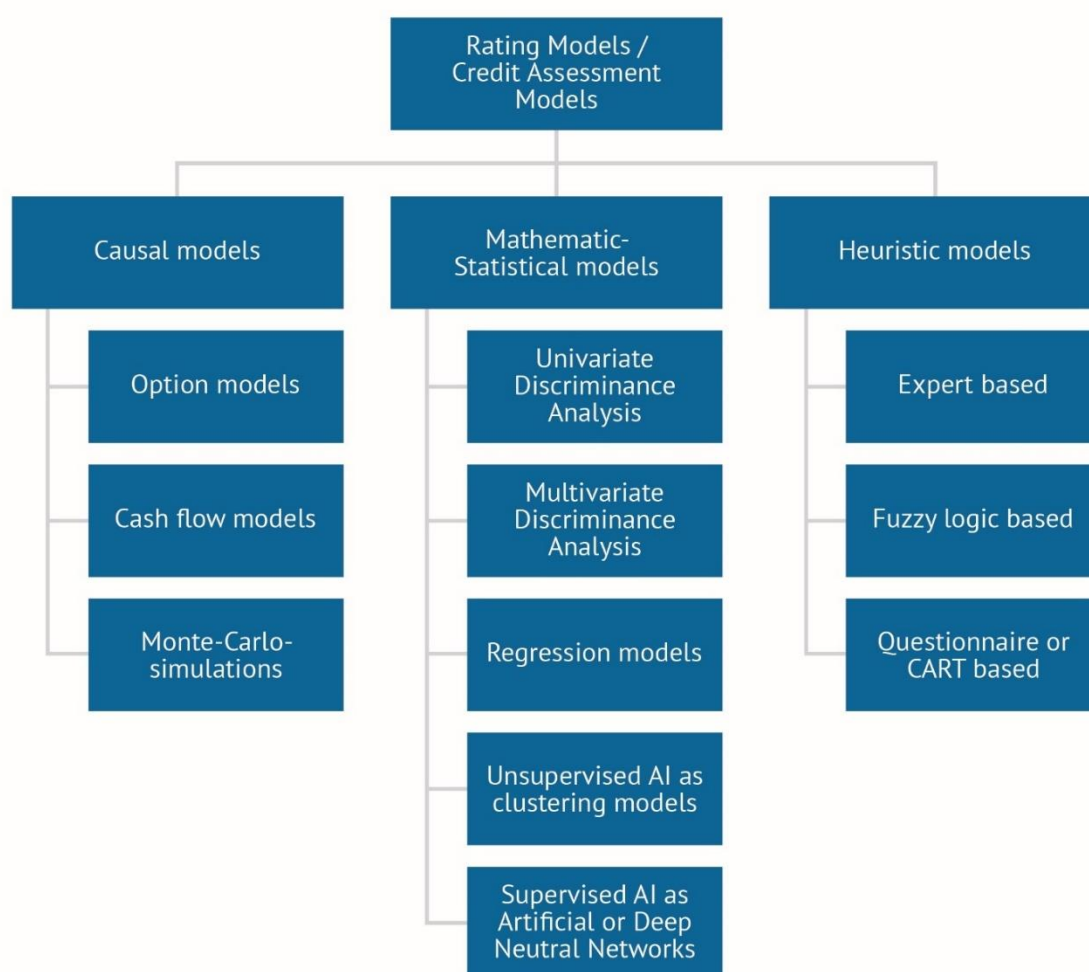 Rating Models /
Credit Assessment
Models
Causal models
Option models
Cash flow models
Monte-Carlo-
simulations
Mathematic-
Statistical models
Univariate
Discriminance
Analysis
Multivariate
Discriminance
Analysis
Regression models
Unsupervised AI as
clustering models
Supervised AI as
Artificial or Deep
Neutral Networks
Heuristic models
Expert based
Fuzzy logic based
Questionnaire or
CART based